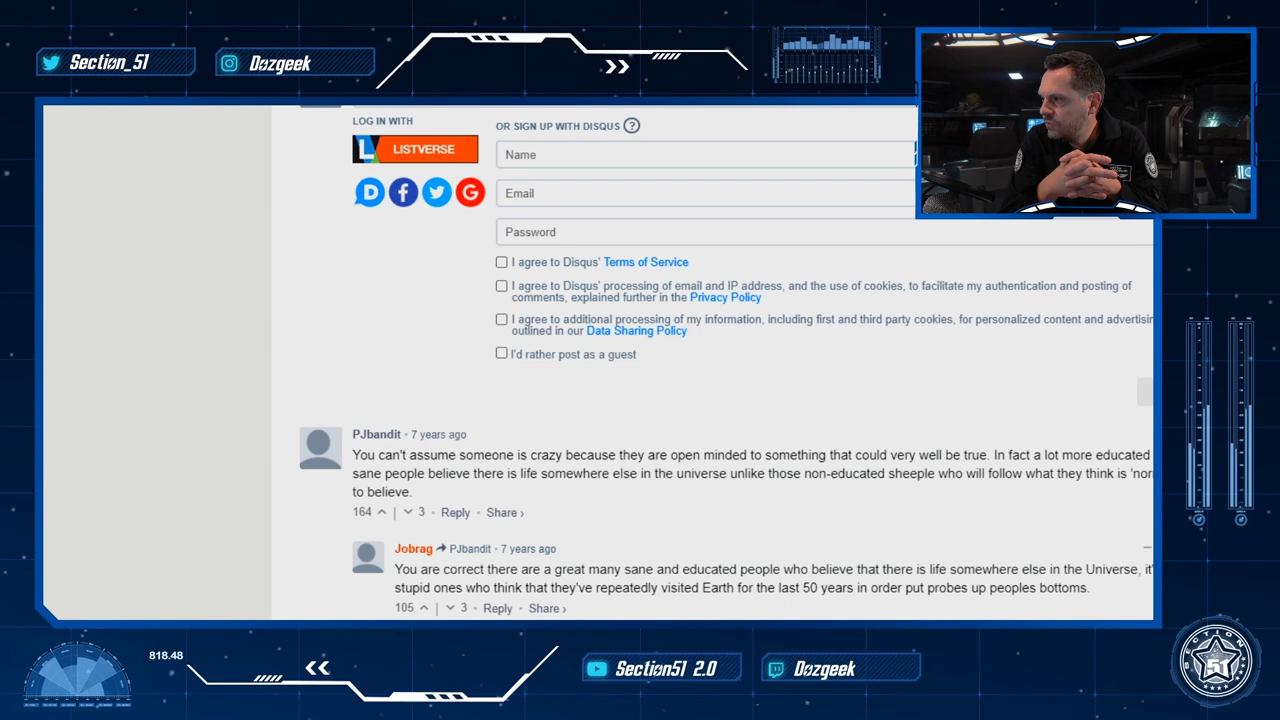 Section_51
Dazgeek
LOG IN WITH
OR SIGN UP WITH DISQUS ?
LISTVERSE
Name
Email
Password
I agree to Disqus' Terms of Service
I agree to Disqus' processing of email and IP address, and the use of cookies, to facilitate my authentication and posting of
comments, explained further in the Privacy Policy
I agree to additional processing of my information, including first and third party cookies, for personalized content and advertisin
outlined in our Data Sharing Policy
I'd rather post as a guest
PJbandit • 7 years ago
You can't assume someone is crazy because they are open minded to something that could very well be true. In fact a lot more educated
sane people believe there is life somewhere else in the universe unlike those non-educated sheeple who will follow what they think is 'nor
to believe.
164 | 3 • Reply • Share ›
Jobrag PJbandit • 7 years ago
You are correct there are a great many sane and educated people who believe that there is life somewhere else in the Universe, it'
stupid ones who think that they've repeatedly visited Earth for the last 50 years in order put probes up peoples bottoms.
105 | 3 • Reply • Share ›
818.48
Section51 2.0
Dazgeek
SECTION
51